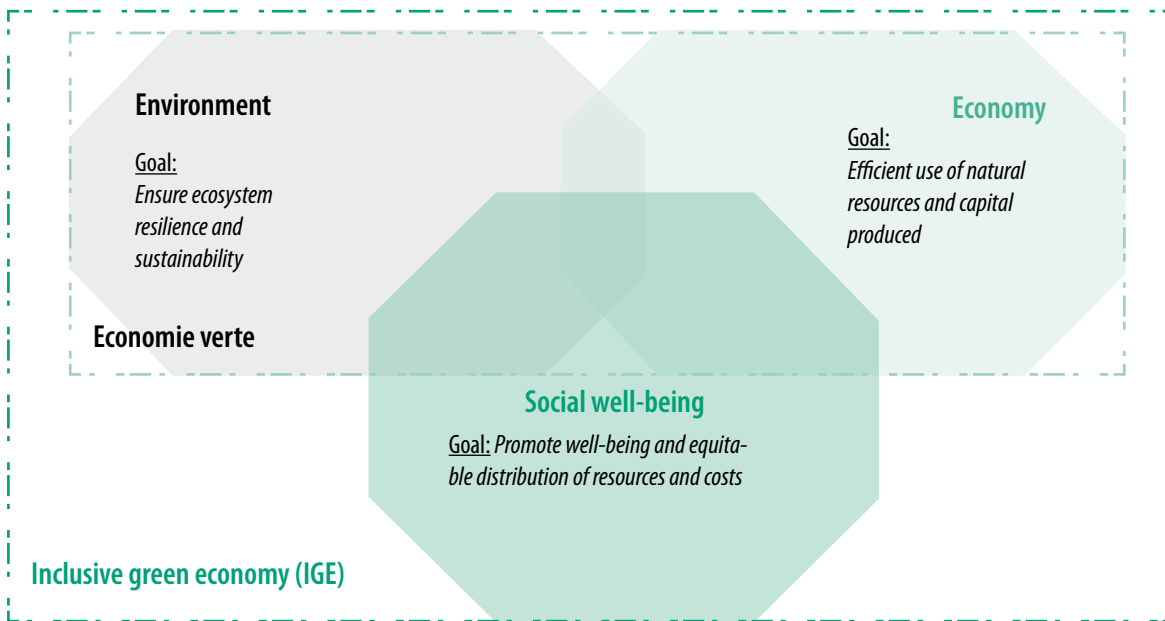 Environment
Goal:
Ensure ecosystem
resilience and
sustainability
Economie verte
Economy
Goal:
Efficient use of natural
resources and capital
produced
Social well-being
Goal: Promote well-being and equita-
ble distribution of resources and costs
Inclusive green economy (IGE)